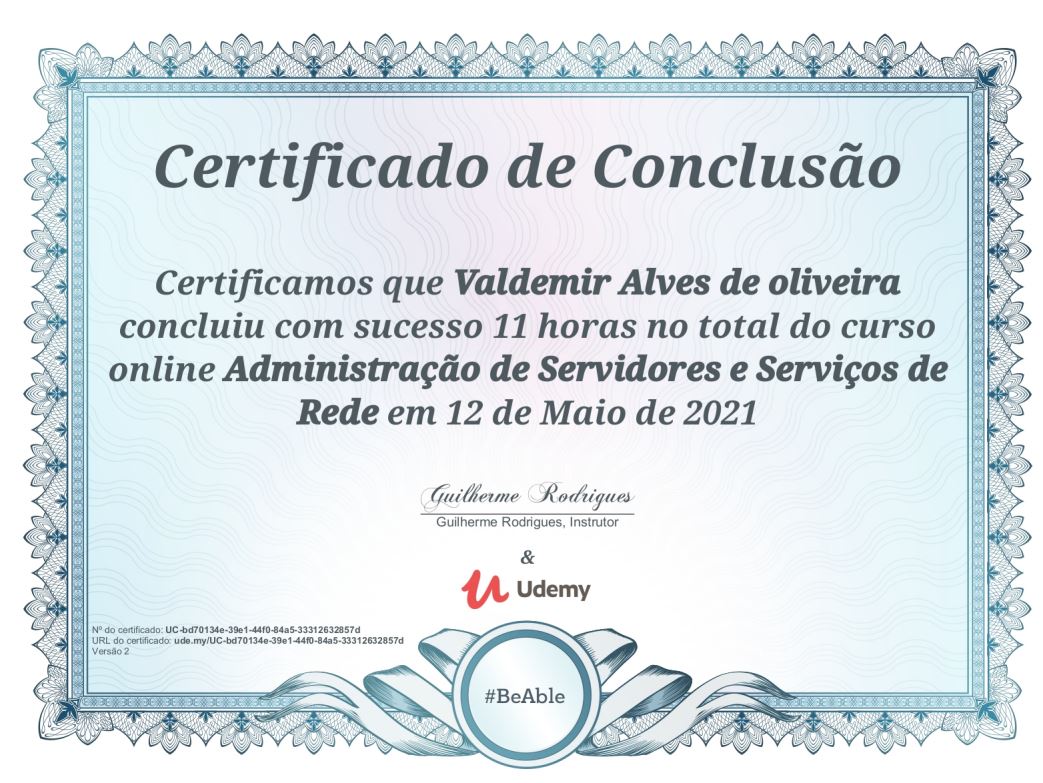 Certificado de Conclusão
Certificamos que Valdemir Alves de oliveira
concluiu com sucesso 11 horas no total do curso
online Administração de Servidores e Serviços de
Rede em 12 de Maio de 2021
Guilherme Rodrigues
Guilherme Rodrigues, Instrutor
&
Udemy
Nº do certificado: UC-bd70134e-39e1-44f0-84a5-33312632857d
URL do certificado: ude.my/UC-bd70134e-39e1-44f0-84a5-33312632857d
Versão 2
#BeAble